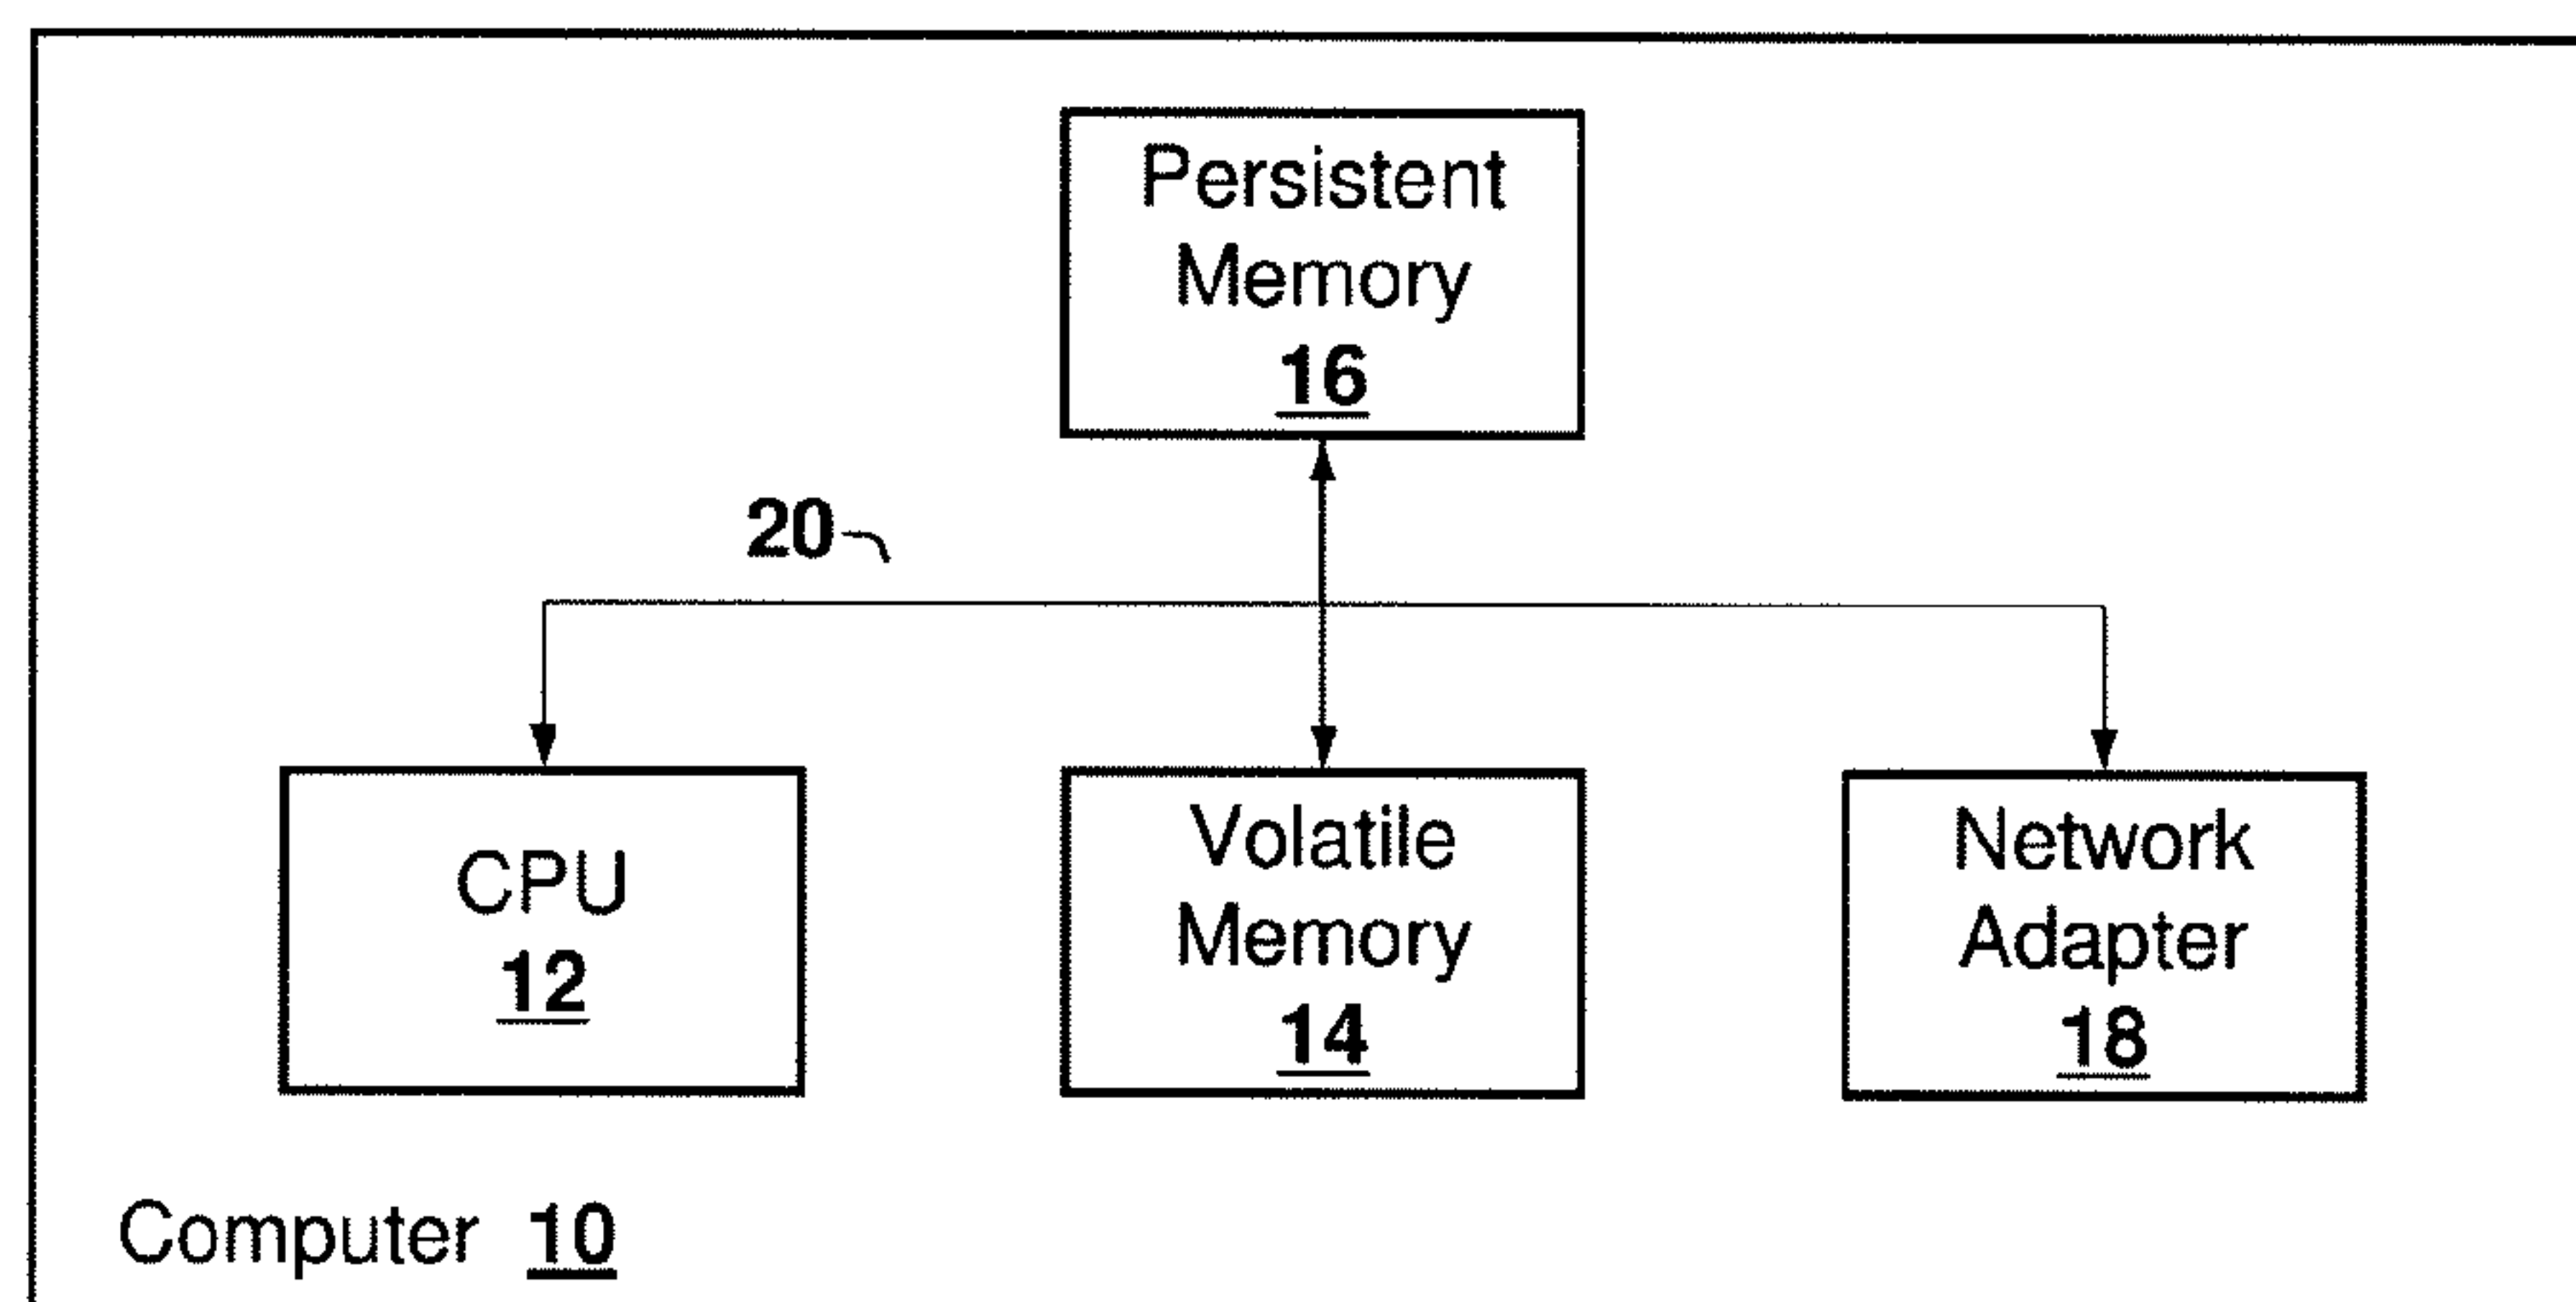 Persistent
Memory
16
20
CPU
12
Volatile
Memory
14
Network
Adapter
18
Computer 10